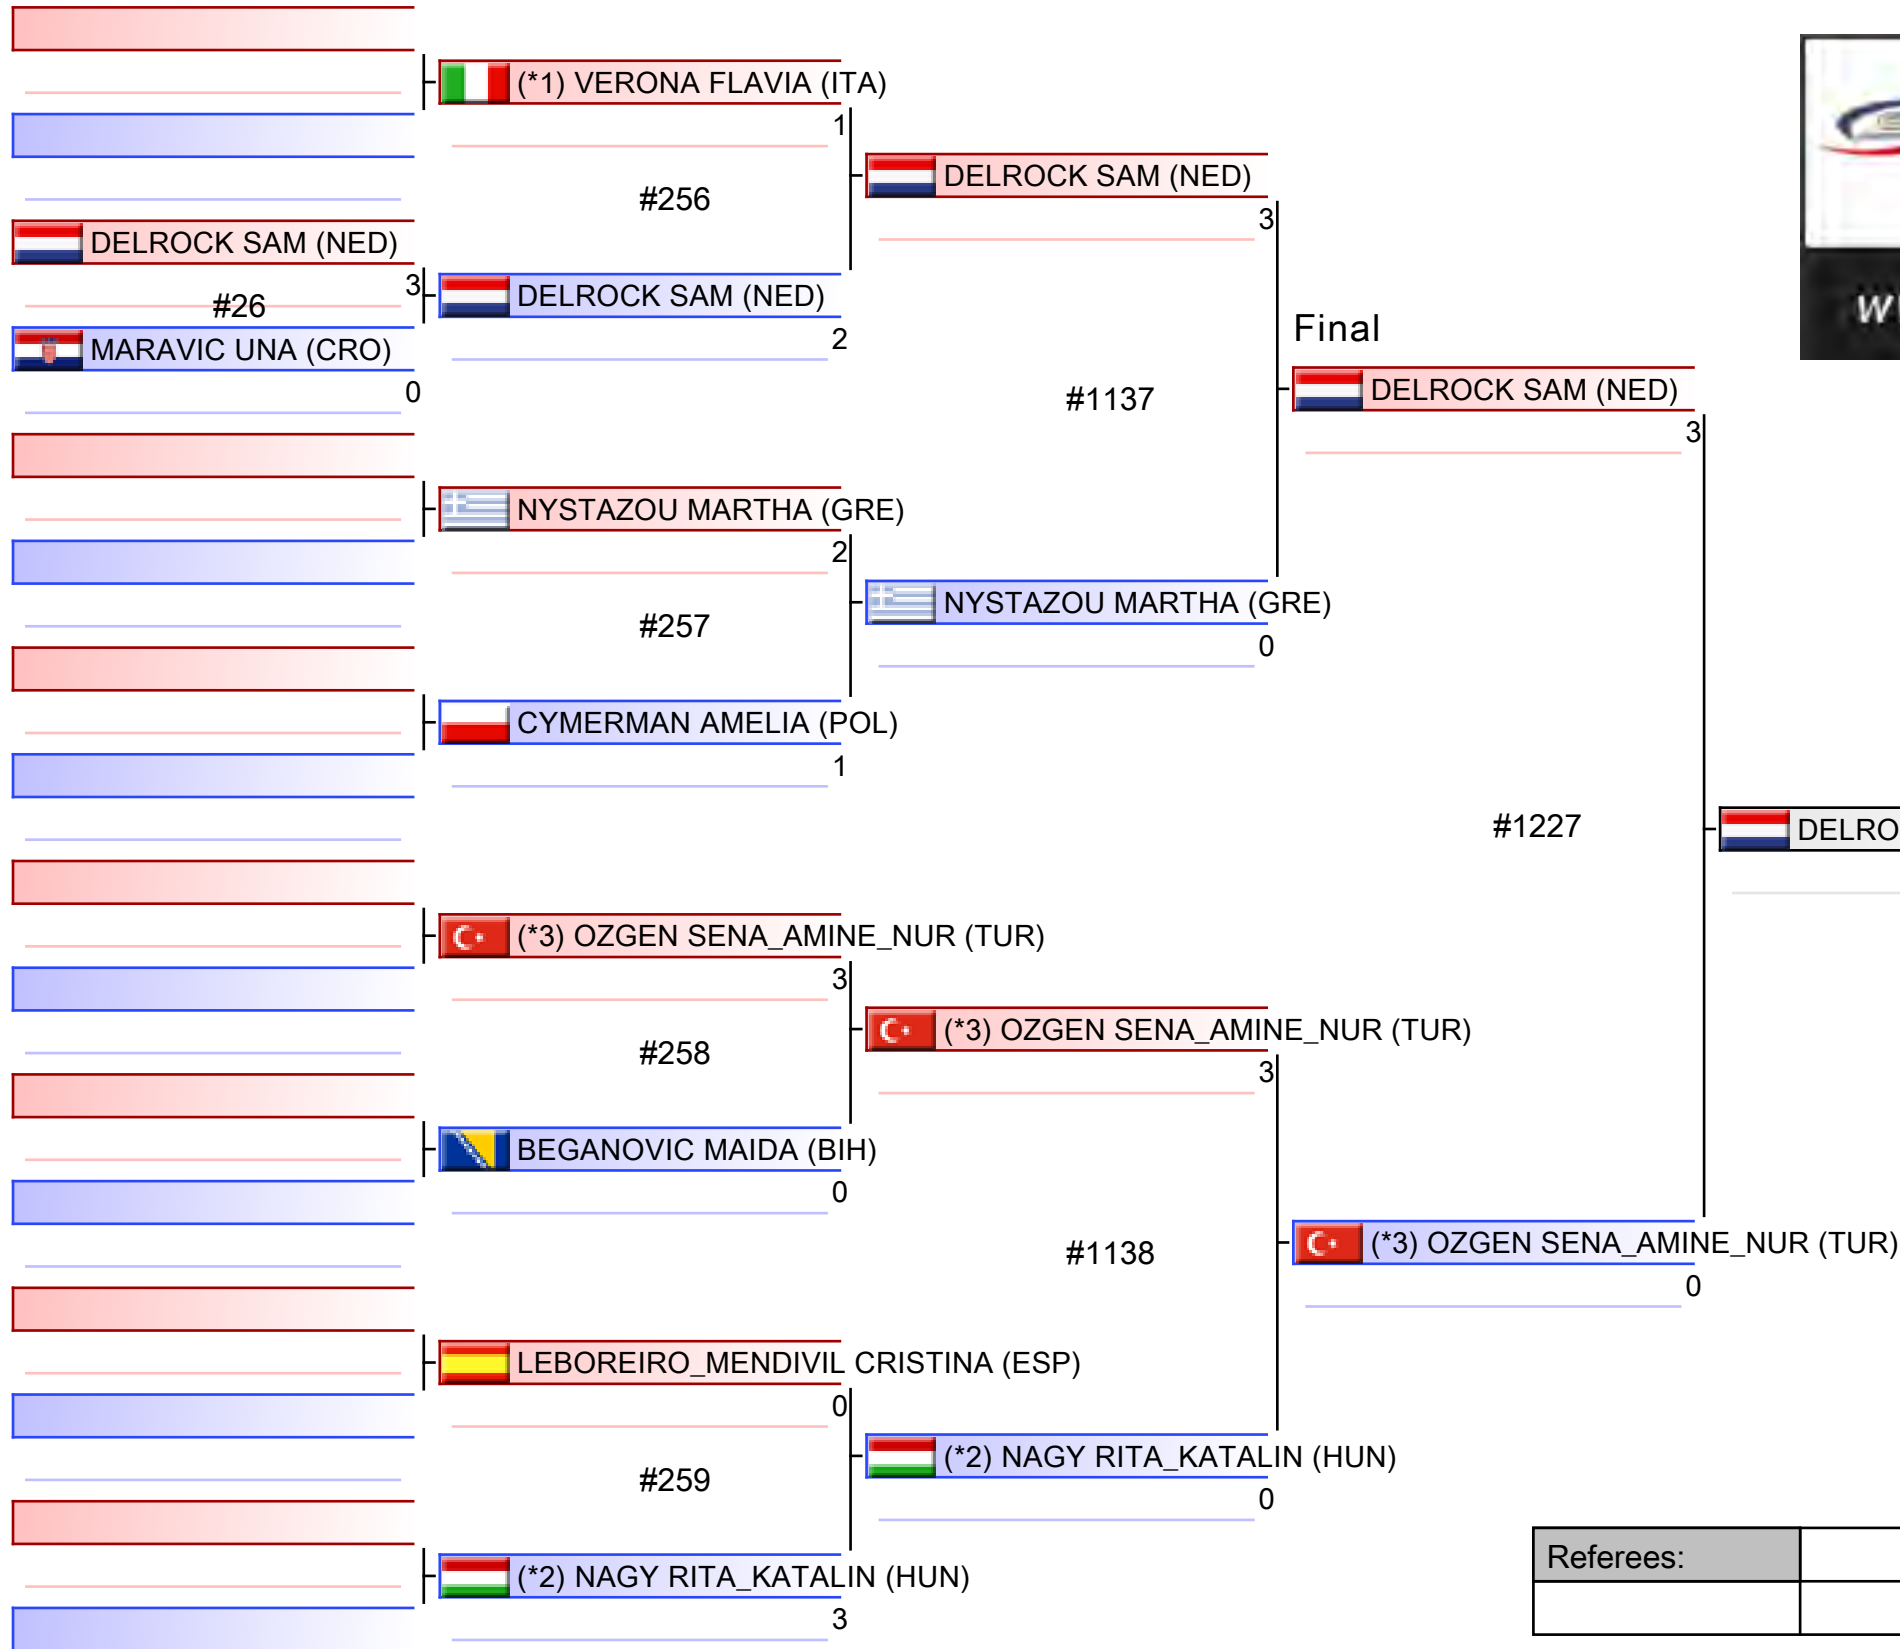 (*1) VERONA FLAVIA (ITA)
1
#256
DELROCK SAM (NED)
3
DELROCK SAM (NED)
3
#26
MARAVIC UNA (CRO)
0
DELROCK SAM (NED)
2
Final
#1137
DELROCK SAM (NED)
3
NYSTAZOU MARTHA (GRE)
2
#257
NYSTAZOU MARTHA (GRE)
0
CYMERMAN AMELIA (POL)
1
#1227
DELRO
(*3) OZGEN SENA_AMINE_NUR (TUR)
3
#258
(*3) OZGEN SENA_AMINE_NUR (TUR)
3
BEGANOVIC MAIDA (BIH)
0
#1138
(*3) OZGEN SENA_AMINE_NUR (TUR)
0
LEBOREIRO_MENDIVIL CRISTINA (ESP)
0
#259
(*2) NAGY RITA_KATALIN (HUN)
0
(*2) NAGY RITA_KATALIN (HUN)
3
Referees: